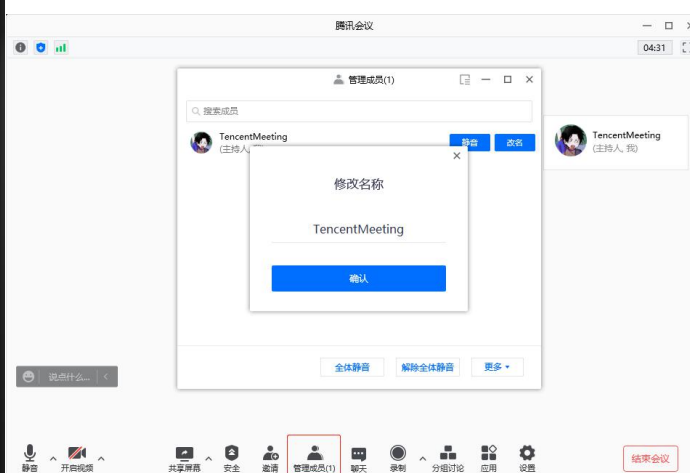 腾讯会议
04:31
管理成员(1)
搜索成员
TencentMeeting
(主持人, 我)
静音
改名
TencentMeeting
(主持人, 我)
修改名称
TencentMeeting
确认
全体静音
解除全体静音
更多
说点什么...
静音
开启视频
共享屏幕
安全
邀请
管理成员(1)
聊天
录制
分组讨论
应用
设置
结束会议